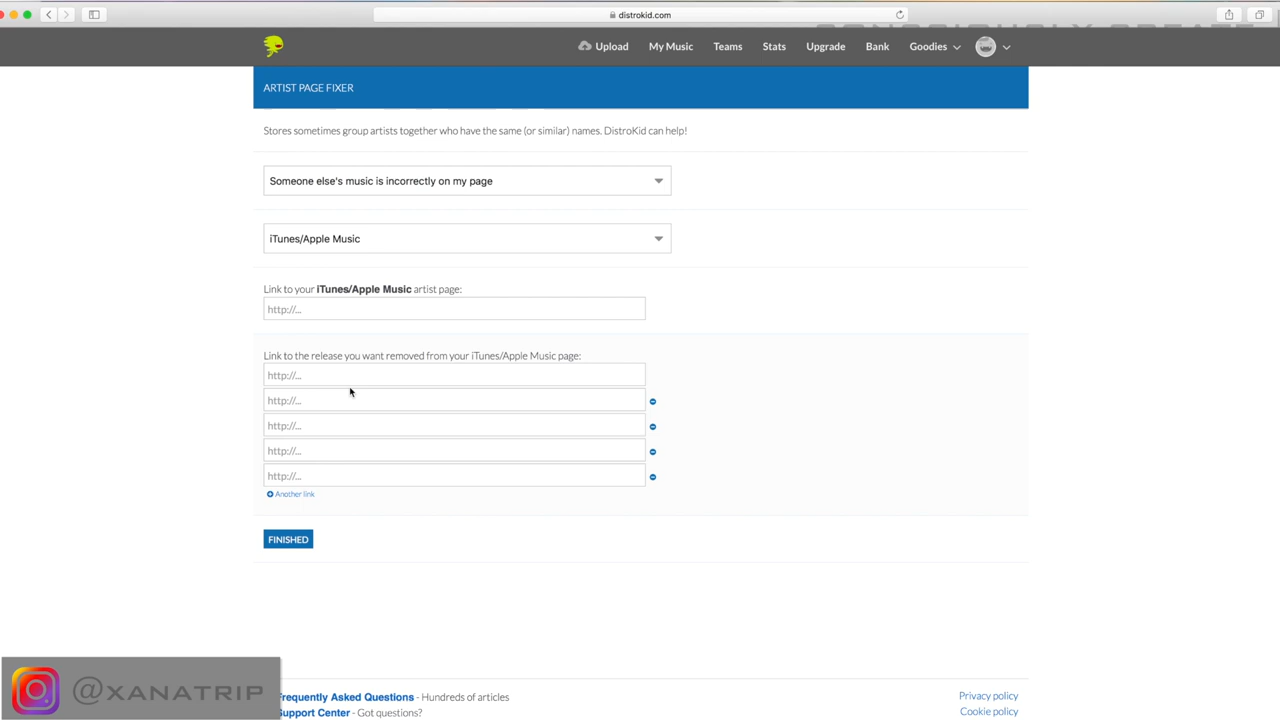 distrokid.com
CONSCIOUSLY CREATE
Upload
My Music
Teams
Stats
Upgrade
Bank
Goodies
ARTIST PAGE FIXER
Stores sometimes group artists together who have the same (or similar) names. DistroKid can help!
Someone else's music is incorrectly on my page
iTunes/Apple Music
Link to your iTunes/Apple Music artist page:
http://...
Link to the release you want removed from your iTunes/Apple Music page:
http://...
http://...
http://...
http://...
http://...
Another link
FINISHED
@XANATRIP
Frequently Asked Questions - Hundreds of articles
Support Center - Got questions?
Privacy policy
Cookie policy